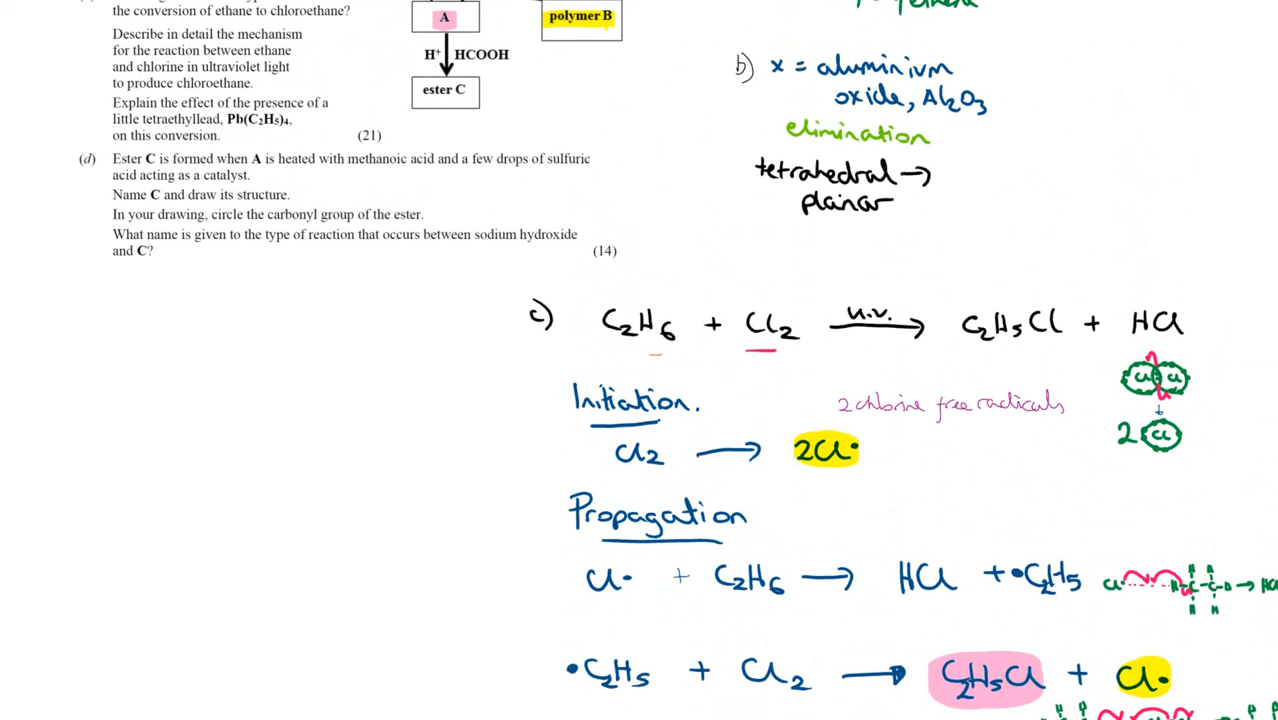 the conversion of ethane to chloroethane?
Describe in detail the mechanism
for the reaction between ethane
and chlorine in ultraviolet light
to produce chloroethane.
Explain the effect of the presence of a
little tetraethyllead, Pb(C₂H₅)₄,
on this conversion. (21)
(d) Ester C is formed when A is heated with methanoic acid and a few drops of sulfuric
acid acting as a catalyst.
Name C and draw its structure.
In your drawing, circle the carbonyl group of the ester.
What name is given to the type of reaction that occurs between sodium hydroxide
and C? (14)
A
polymer B
H⁺ HCOOH
ester C
b) x = aluminium
oxide, Al₂O₃
elimination
tetrahedral →
planar
c) C₂H₆ + Cl₂ u.v. → C₂H₅Cl + HCl
Cl Cl
2 Cl
Initiation.
2 chlorine free radicals
Cl₂ → 2Cl•
Propagation
Cl• + C₂H₆ → HCl + •C₂H₅
•C₂H₅ + Cl₂ → C₂H₅Cl + Cl•